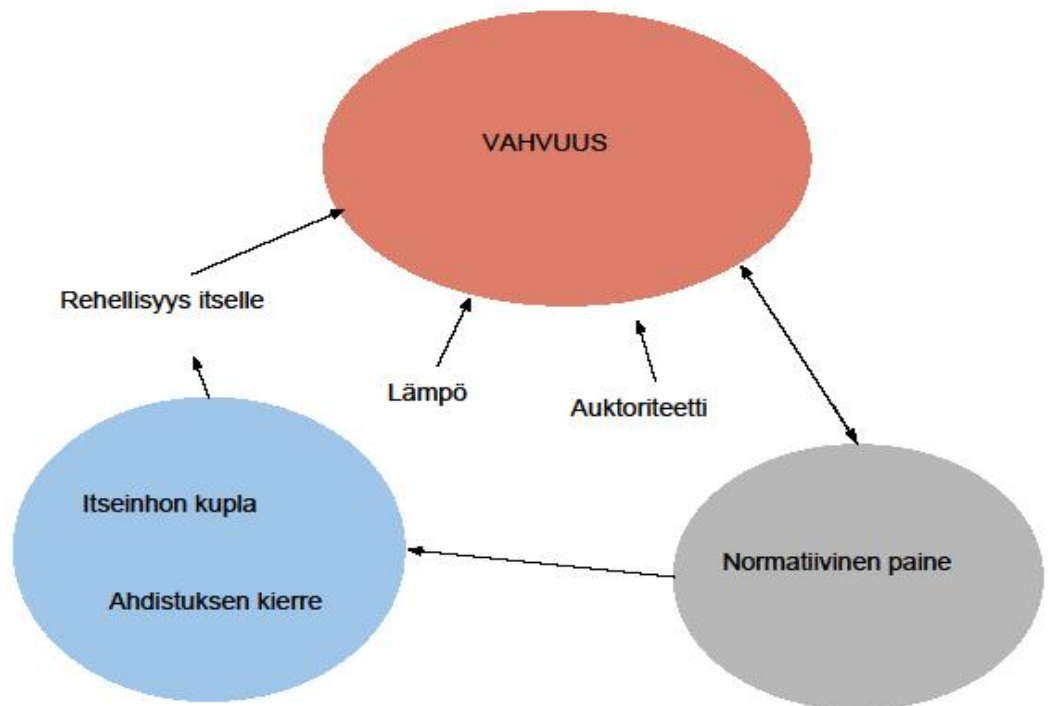 VAHVUUS
Rehellisyys itselle
Lämpö
Auktoriteetti
Itseinhon kupla
Ahdistuksen kierre
Normatiivinen paine